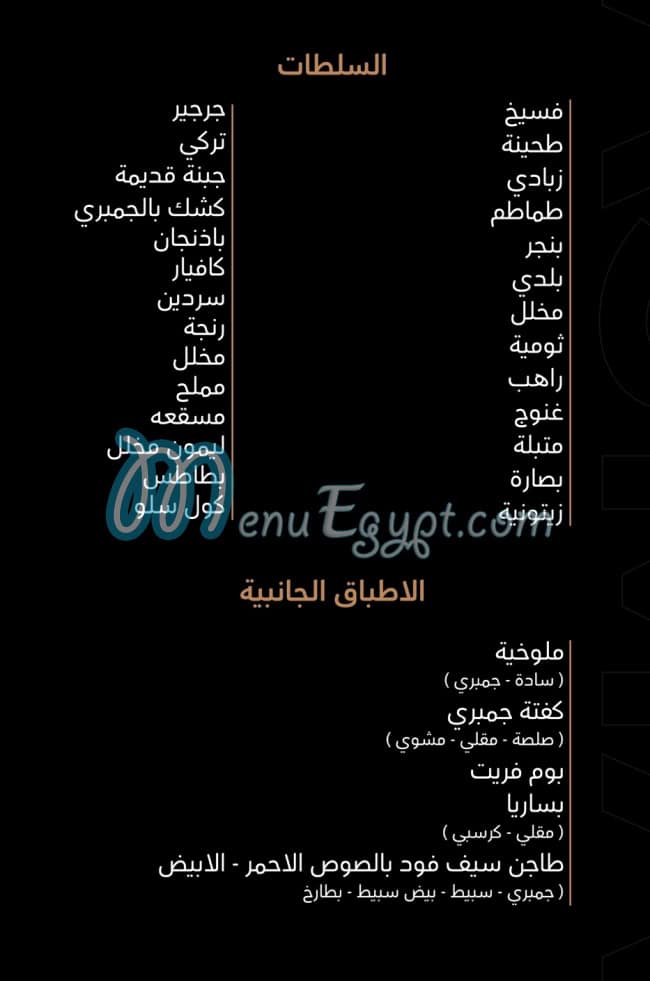 السلطات
فسيخ
طحينة
زبادي
طماطم
بنجر
بلدي
مخلل
ثومية
راهب
غنوج
متبلة
بصارة
زيتونية
جرجير
تركي
جبنة قديمة
كشك بالجمبري
باذنجان
كافيار
سردين
رنجة
مخلل
مملح
مسقعه
ليمون مخلل
بطاطس
كول سلو
MenuEgypt.com
الاطباق الجانبية
ملوخية
( سادة - جمبري )
كفتة جمبري
( صلصة - مقلي - مشوي )
بوم فريت
بساريا
( مقلي - كرسبي )
طاجن سيف فود بالصوص الاحمر - الابيض
( جمبري - سبيط - بيض سبيط - بطارخ